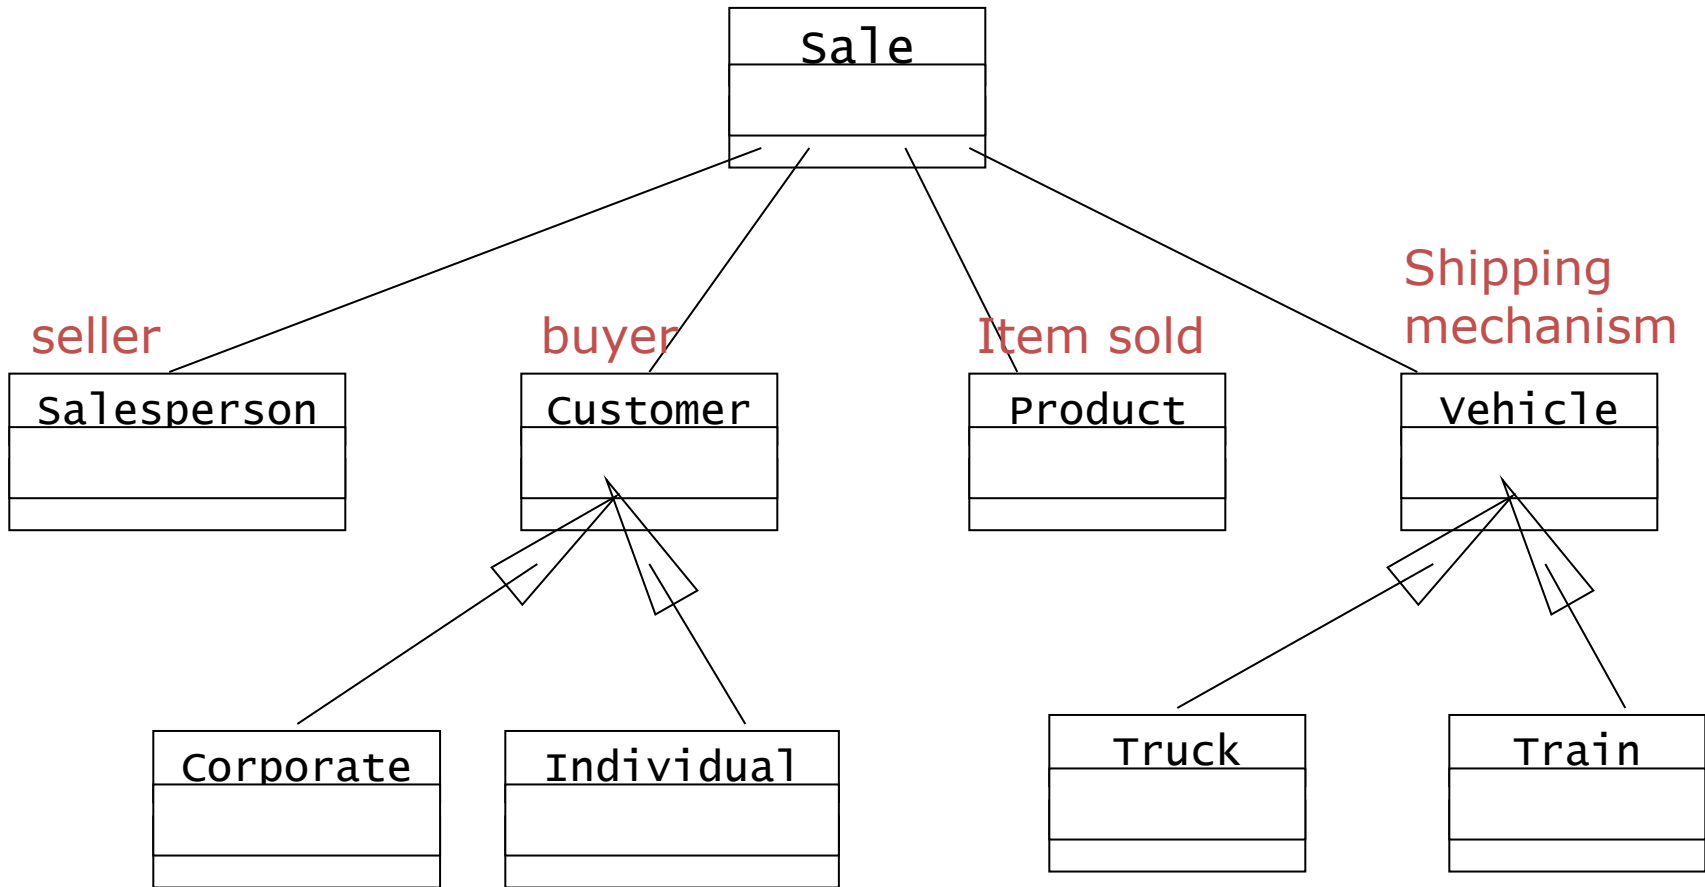 Sale
Shipping
mechanism
seller
buyer
Item sold
Salesperson
Customer
Product
Vehicle
Corporate
Individual
Truck
Train